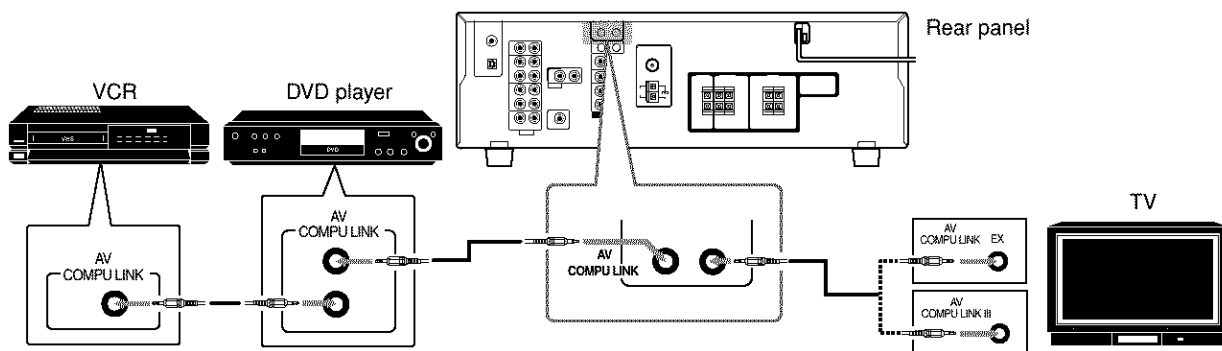 Rear panel
VCR
DVD player
VHS
DVD
TV
AV
COMPU LINK
AV
COMPU LINK
AV
COMPU LINK
AV
COMPU LINK EX
AV
COMPU LINK III